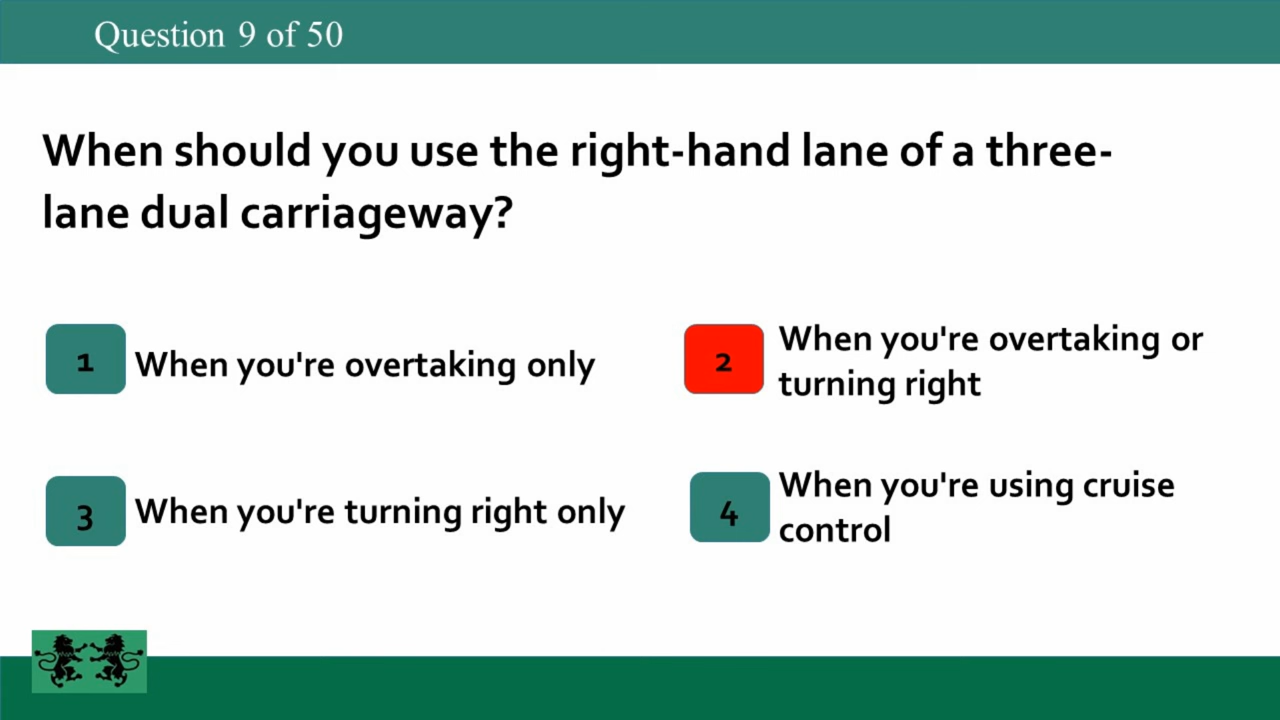 Question 9 of 50
When should you use the right-hand lane of a three-
lane dual carriageway?
1 When you're overtaking only
2 When you're overtaking or
turning right
3 When you're turning right only
4 When you're using cruise
control